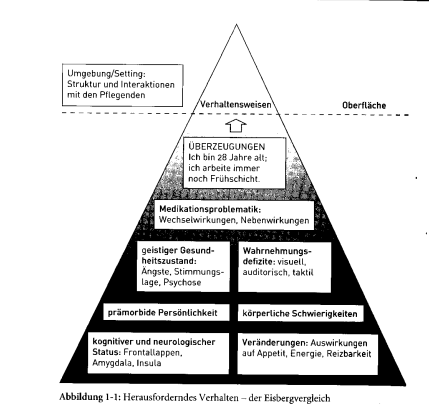 Umgebung/Setting:
Struktur und Interaktionen
mit den Pflegenden
Verhaltensweisen
Oberfläche
ÜBERZEUGUNGEN
Ich bin 28 Jahre alt;
ich arbeite immer
noch Frühschicht.
Medikationsproblematik:
Wechselwirkungen, Nebenwirkungen
geistiger Gesund-
heitszustand:
Ängste, Stimmungs-
lage, Psychose
Wahrnehmungs-
defizite: visuell,
auditorisch, taktil
prämorbide Persönlichkeit
körperliche Schwierigkeiten
kognitiver und neurologischer
Status: Frontallappen,
Amygdala, Insula
Veränderungen: Auswirkungen
auf Appetit, Energie, Reizbarkeit
Abbildung 1-1: Herausforderndes Verhalten – der Eisbergvergleich